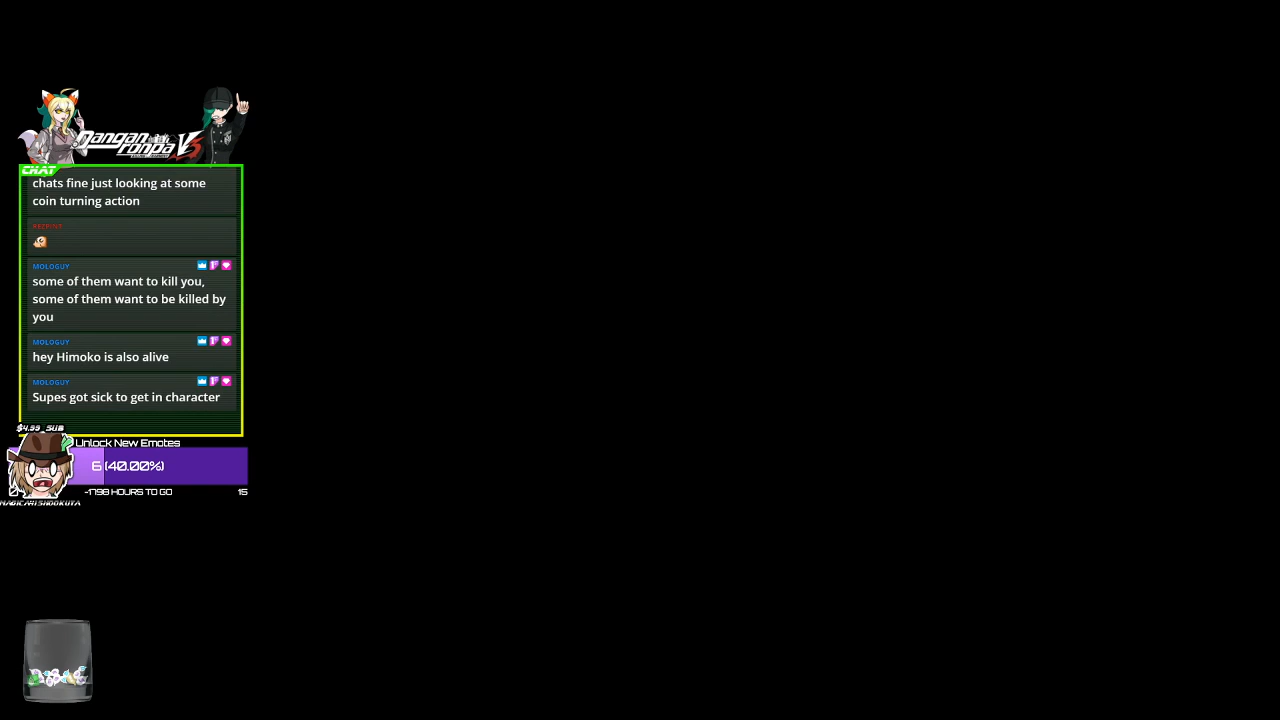 Dangan
ronpa V3
CHAT
chats fine just looking at some
coin turning action
MOLOGUY
some of them want to kill you,
some of them want to be killed by
you
MOLOGUY
hey Himoko is also alive
MOLOGUY
Supes got sick to get in character
$4.99 SUB
Unlock New Emotes
6 (40.00%)
-1798 HOURS TO GO
15